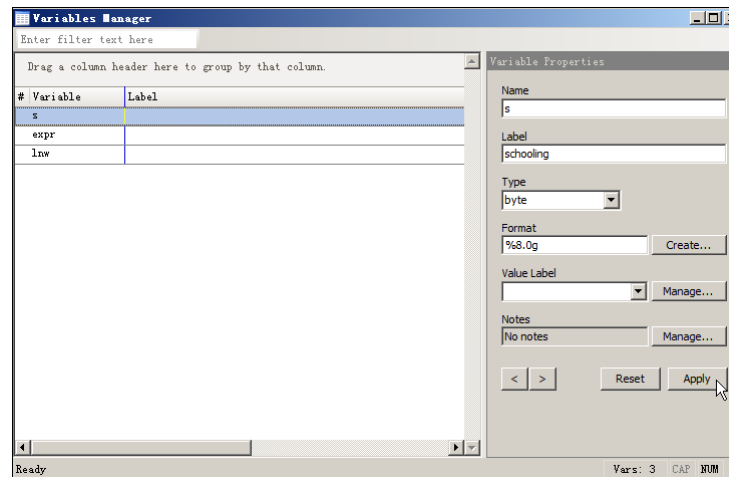 Variables Manager
Enter filter text here
Drag a column header here to group by that column.
# Variable Label
s
expr
lnw
Variable Properties
Name
s
Label
schooling
Type
byte
Format
%8.0g
Create...
Value Label
Manage...
Notes
No notes
Manage...
< >
Reset
Apply
Ready
Vars: 3 CAP NUM